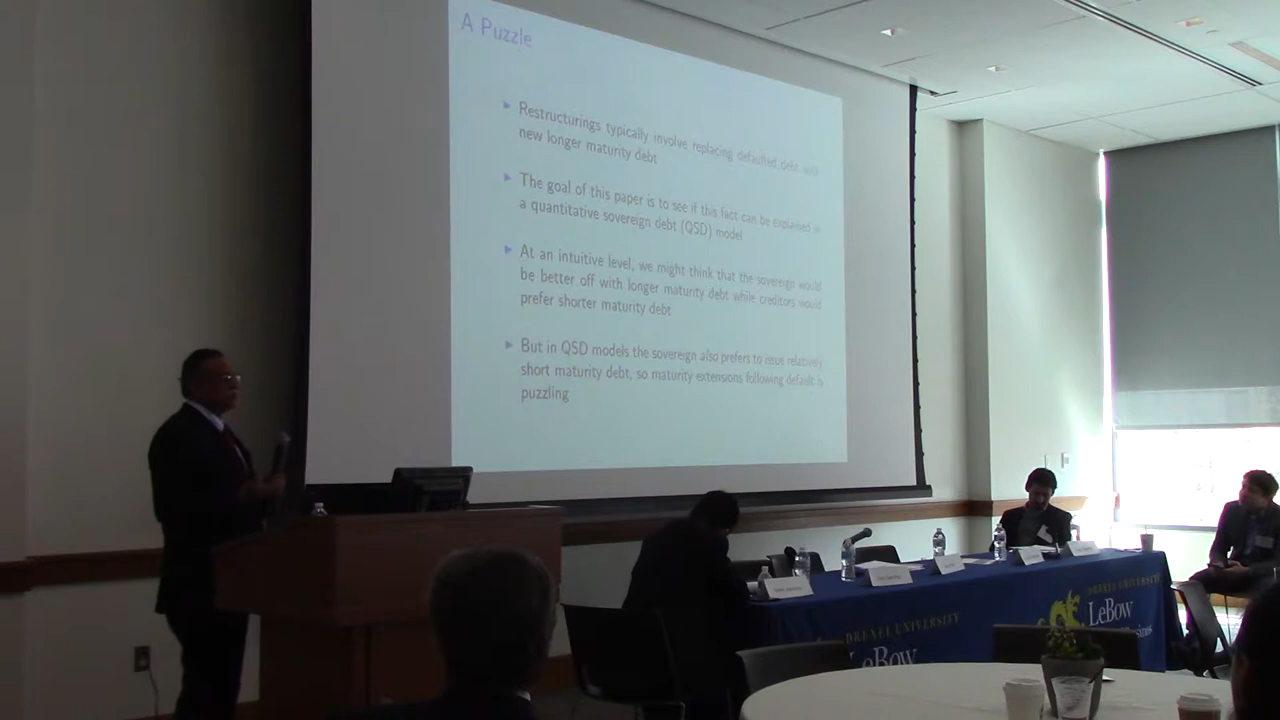 A Puzzle
Restructurings typically involve replacing defaulted debt with
new longer maturity debt
The goal of this paper is to see if this fact can be explained in
a quantitative sovereign debt (QSD) model
At an intuitive level, we might think that the sovereign would
be better off with longer maturity debt while creditors would
prefer shorter maturity debt
But in QSD models the sovereign also prefers to issue relatively
short maturity debt, so maturity extensions following default is
puzzling
DREXEL UNIVERSITY
LeBow
DREXEL UNIVERSITY
LeBow